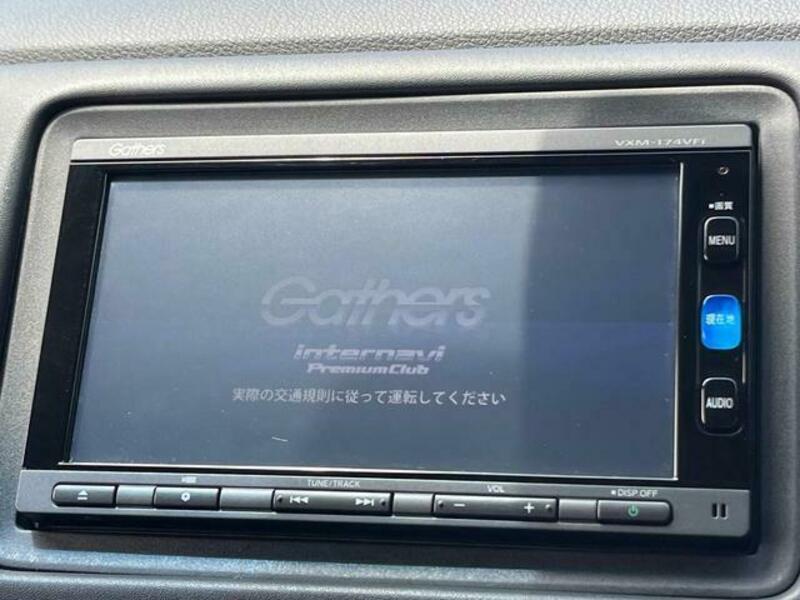 Gathers
VXM-174VFi
■画質
MENU
現在地
AUDIO
Gathers
internavi
Premium Club
実際の交通規則に従って運転してください
TUNE/TRACK
VOL
■DISP OFF